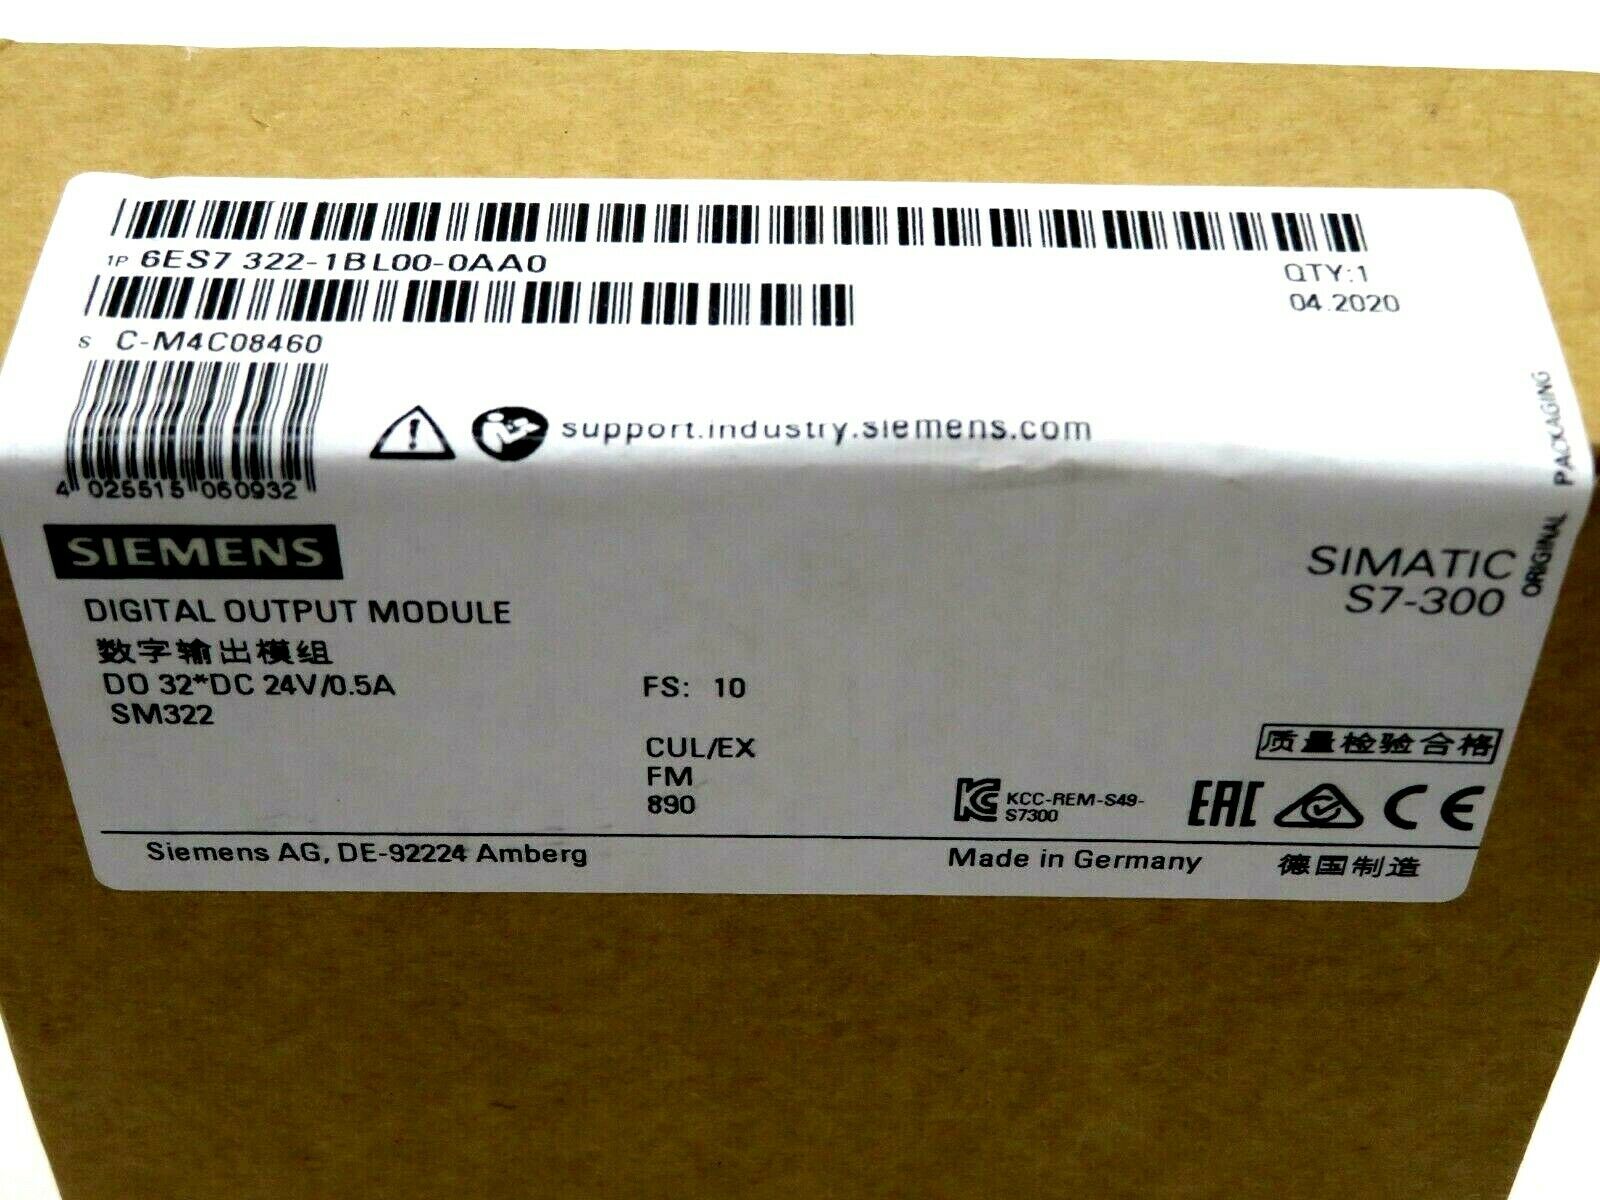 1P 6ES7 322-1BL00-0AA0
QTY:1
04.2020
S C-M4C08460
4 025515 060932
support.industry.siemens.com
ORIGINAL PACKAGING
SIEMENS
SIMATIC
S7-300
DIGITAL OUTPUT MODULE
数字输出模组
DO 32*DC 24V/0.5A
SM322
FS: 10
CUL/EX
FM
890
质量检验合格
KCC-REM-S49-
S7300
EAC
CE
Siemens AG, DE-92224 Amberg
Made in Germany
德国制造